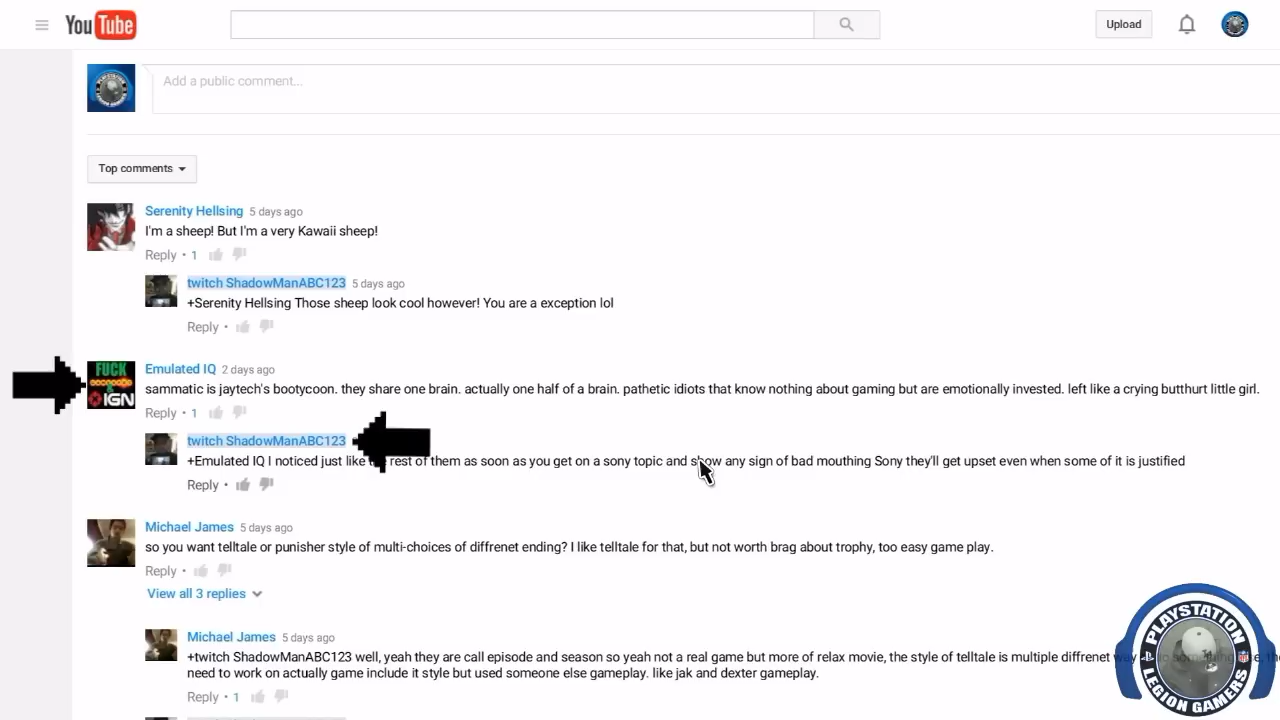 YouTube
Upload
Add a public comment...
Top comments
Serenity Hellsing 5 days ago
I'm a sheep! But I'm a very Kawaii sheep!
Reply • 1
twitch ShadowManABC123 5 days ago
+Serenity Hellsing Those sheep look cool however! You are a exception lol
Reply •
FUCK
IGN
Emulated IQ 2 days ago
sammatic is jaytech's bootycoon. they share one brain. actually one half of a brain. pathetic idiots that know nothing about gaming but are emotionally invested. left like a crying butthurt little girl.
Reply • 1
twitch ShadowManABC123
+Emulated IQ I noticed just like rest of them as soon as you get on a sony topic and show any sign of bad mouthing Sony they'll get upset even when some of it is justified
Reply •
Michael James 5 days ago
so you want telltale or punisher style of multi-choices of diffrenet ending? I like telltale for that, but not worth brag about trophy, too easy game play.
Reply •
View all 3 replies
Michael James 5 days ago
+twitch ShadowManABC123 well, yeah they are call episode and season so yeah not a real game but more of relax movie, the style of telltale is multiple diffrenet
need to work on actually game include it style but used someone else gameplay. like jak and dexter gameplay.
Reply • 1
PLAYSTATION
LEGION GAMERS